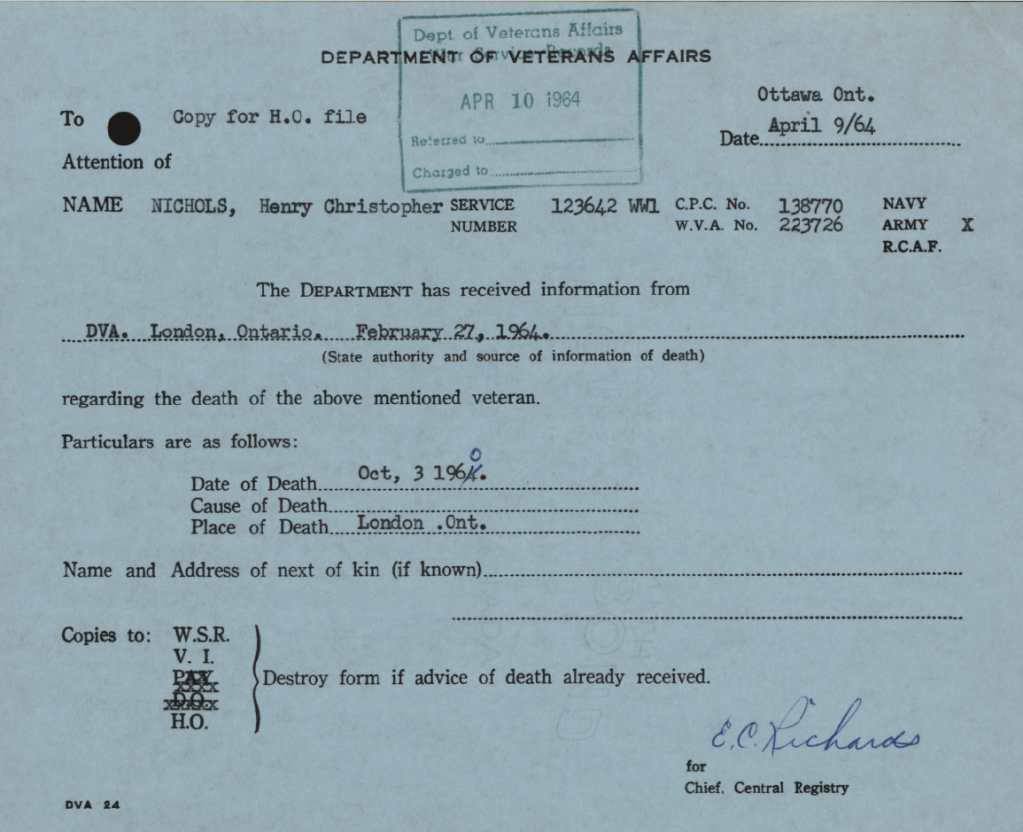 Dept. of Veterans Affairs
War Service Records
DEPARTMENT OF VETERANS AFFAIRS
APR 10 1964
Referred to
Charged to
Ottawa Ont.
To Copy for H.O. file
Date April 9/64
Attention of
NAME NICHOLS, Henry Christopher SERVICE NUMBER 123642 WW1 C.P.C. No. 138770 NAVY
W.V.A. No. 223726 ARMY X
R.C.A.F.
The DEPARTMENT has received information from
DVA. London, Ontario. February 27, 1964.
(State authority and source of information of death)
regarding the death of the above mentioned veteran.
Particulars are as follows:
Date of Death Oct, 3 1960.
Cause of Death
Place of Death London .Ont.
Name and Address of next of kin (if known)
Copies to: W.S.R.
V. I.
PAY
D.O.
H.O.
Destroy form if advice of death already received.
E.C. Richards
for
Chief, Central Registry
DVA 24